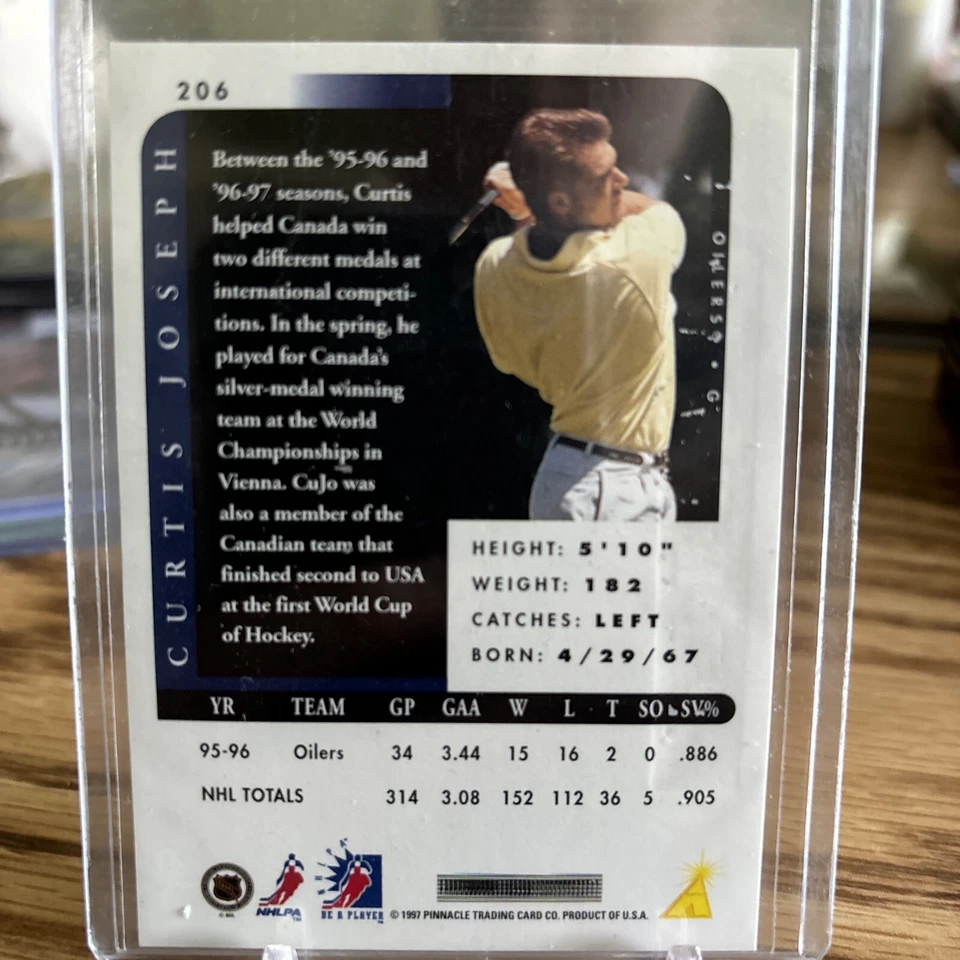 206
CURTIS JOSEPH
Between the '95-96 and
'96-97 seasons, Curtis
helped Canada win
two different medals at
international competi-
tions. In the spring, he
played for Canada's
silver-medal winning
team at the World
Championships in
Vienna. CuJo was
also a member of the
Canadian team that
finished second to USA
at the first World Cup
of Hockey.
OILERS • G
HEIGHT: 5'10"
WEIGHT: 182
CATCHES: LEFT
BORN: 4/29/67
YR TEAM GP GAA W L T SO SV%
95-96 Oilers 34 3.44 15 16 2 0 .886
NHL TOTALS 314 3.08 152 112 36 5 .905
NHLPA™
BE A PLAYER™
© 1997 PINNACLE TRADING CARD CO. PRODUCT OF U.S.A.